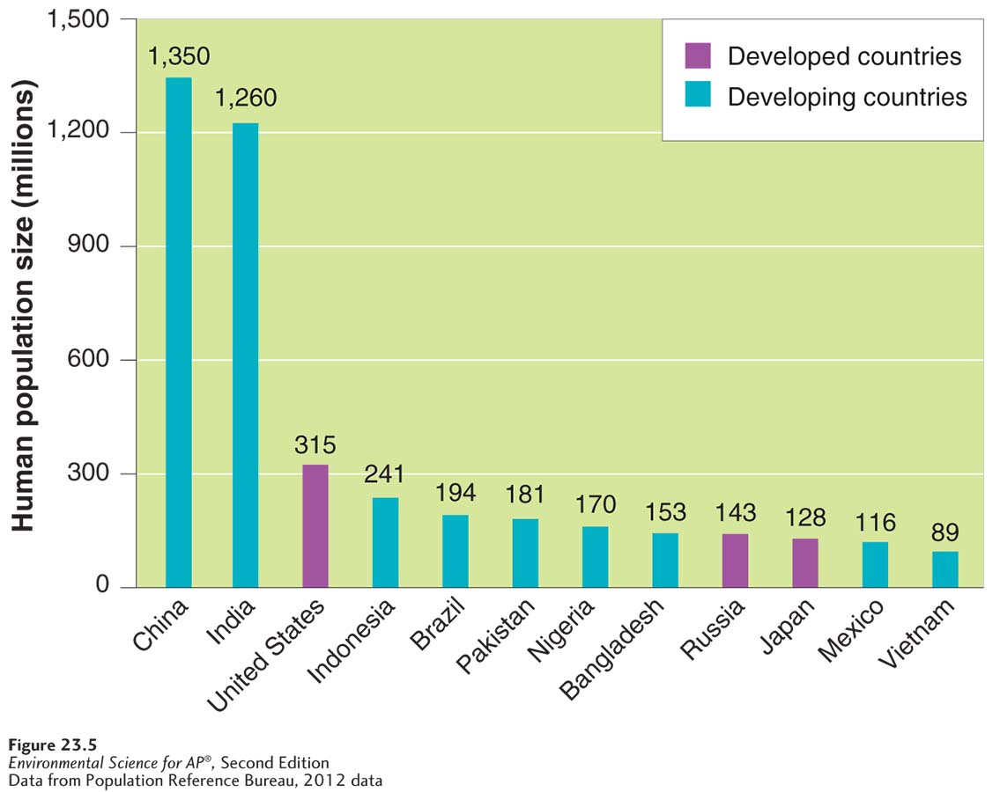 Human population size (millions)
1,500
1,200
900
600
300
0
1,350
1,260
315
241
194
181
170
153
143
128
116
89
Developed countries
Developing countries
China
India
United States
Indonesia
Brazil
Pakistan
Nigeria
Bangladesh
Russia
Japan
Mexico
Vietnam
Figure 23.5
Environmental Science for AP®, Second Edition
Data from Population Reference Bureau, 2012 data